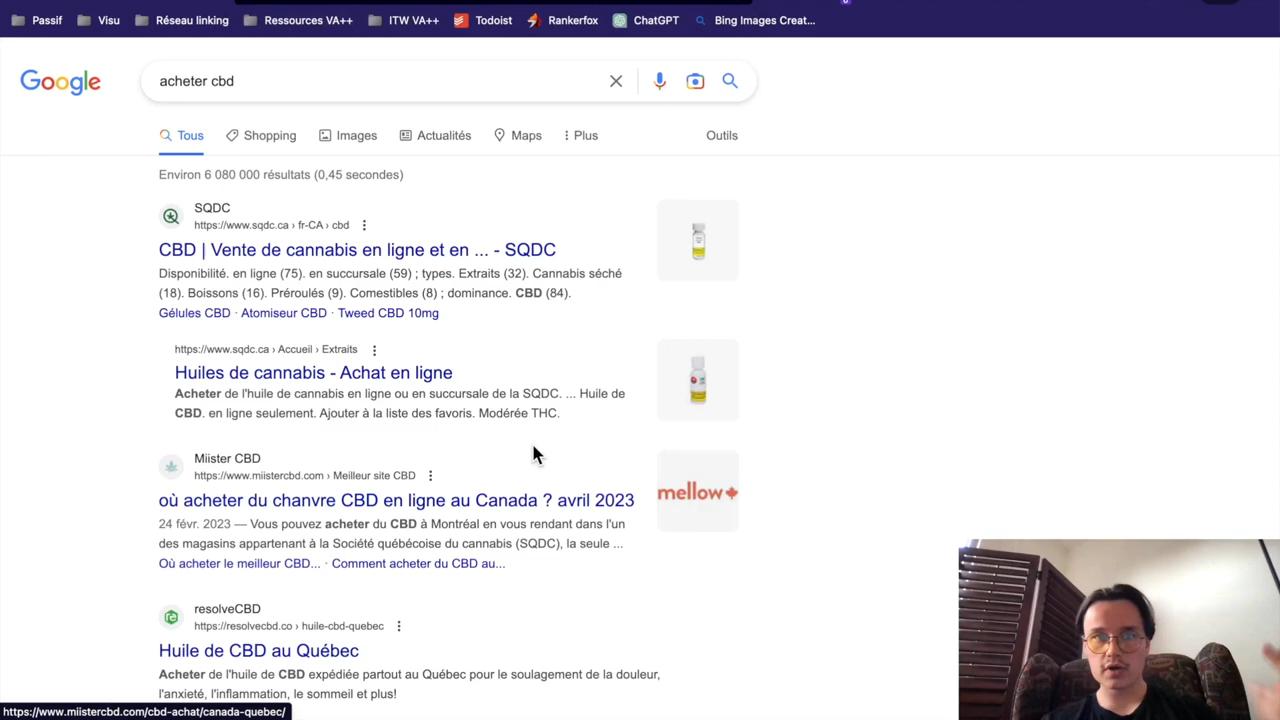 Passif Visu Réseau linking Ressources VA++ ITW VA++ Todoist Rankerfox ChatGPT Bing Images Creat...
Google acheter cbd
Tous Shopping Images Actualités Maps Plus Outils
Environ 6 080 000 résultats (0,45 secondes)
SQDC
https://www.sqdc.ca › fr-CA › cbd
CBD | Vente de cannabis en ligne et en ... - SQDC
Disponibilité. en ligne (75). en succursale (59) ; types. Extraits (32). Cannabis séché
(18). Boissons (16). Préroulés (9). Comestibles (8) ; dominance. CBD (84).
Gélules CBD · Atomiseur CBD · Tweed CBD 10mg
https://www.sqdc.ca › Accueil › Extraits
Huiles de cannabis - Achat en ligne
Acheter de l'huile de cannabis en ligne ou en succursale de la SQDC. ... Huile de
CBD. en ligne seulement. Ajouter à la liste des favoris. Modérée THC.
Miister CBD
https://www.miistercbd.com › Meilleur site CBD
où acheter du chanvre CBD en ligne au Canada ? avril 2023
mellow
24 févr. 2023 — Vous pouvez acheter du CBD à Montréal en vous rendant dans l'un
des magasins appartenant à la Société québécoise du cannabis (SQDC), la seule ...
Où acheter le meilleur CBD... · Comment acheter du CBD au...
resolveCBD
https://resolvecbd.co › huile-cbd-quebec
Huile de CBD au Québec
Acheter de l'huile de CBD expédiée partout au Québec pour le soulagement de la douleur,
l'anxiété, l'inflammation, le sommeil et plus!
https://www.miistercbd.com/cbd-achat/canada-quebec/